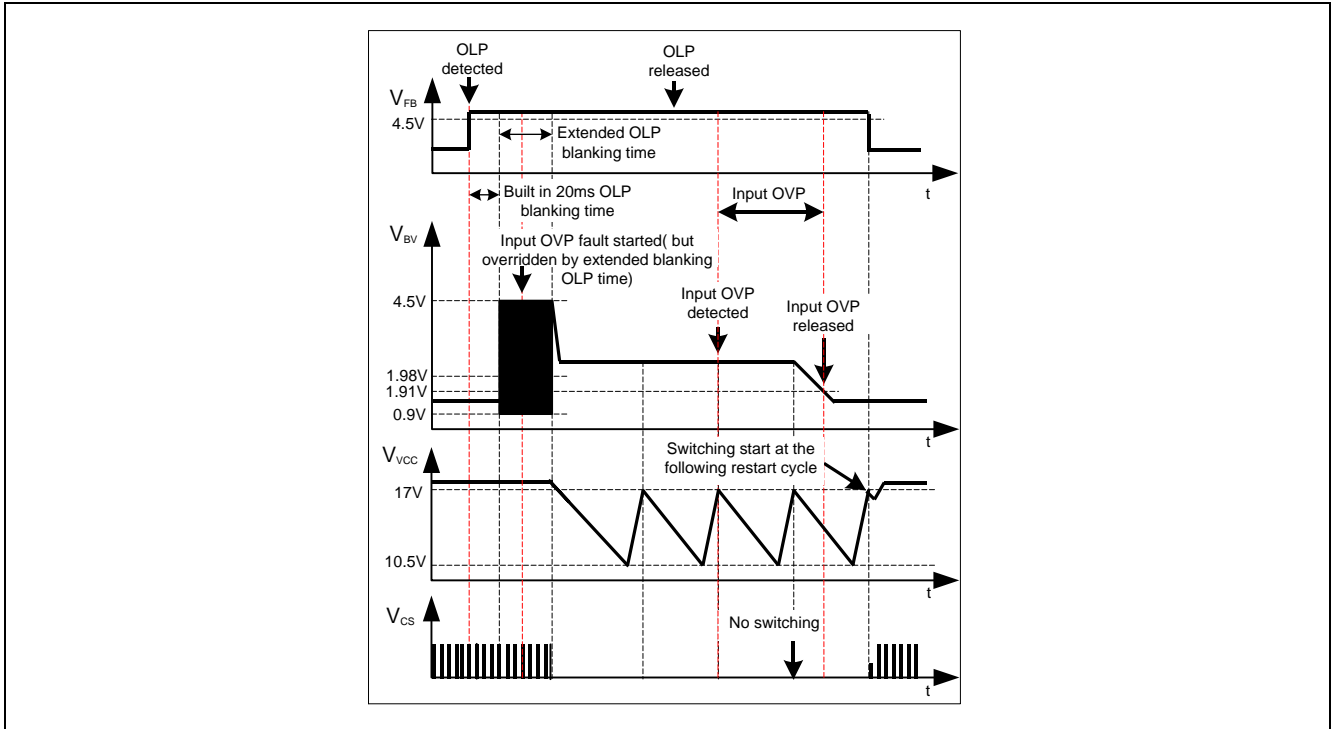 OLP
detected
OLP
released
VFB
4.5V
Extended OLP
blanking time
t
Built in 20ms OLP
blanking time
Input OVP
VBV
Input OVP fault started( but
overridden by extended blanking
OLP time)
4.5V
Input OVP
detected
Input OVP
released
1.98V
1.91V
0.9V
t
Switching start at the
following restart cycle
VVCC
17V
10.5V
t
VCS
No switching
t